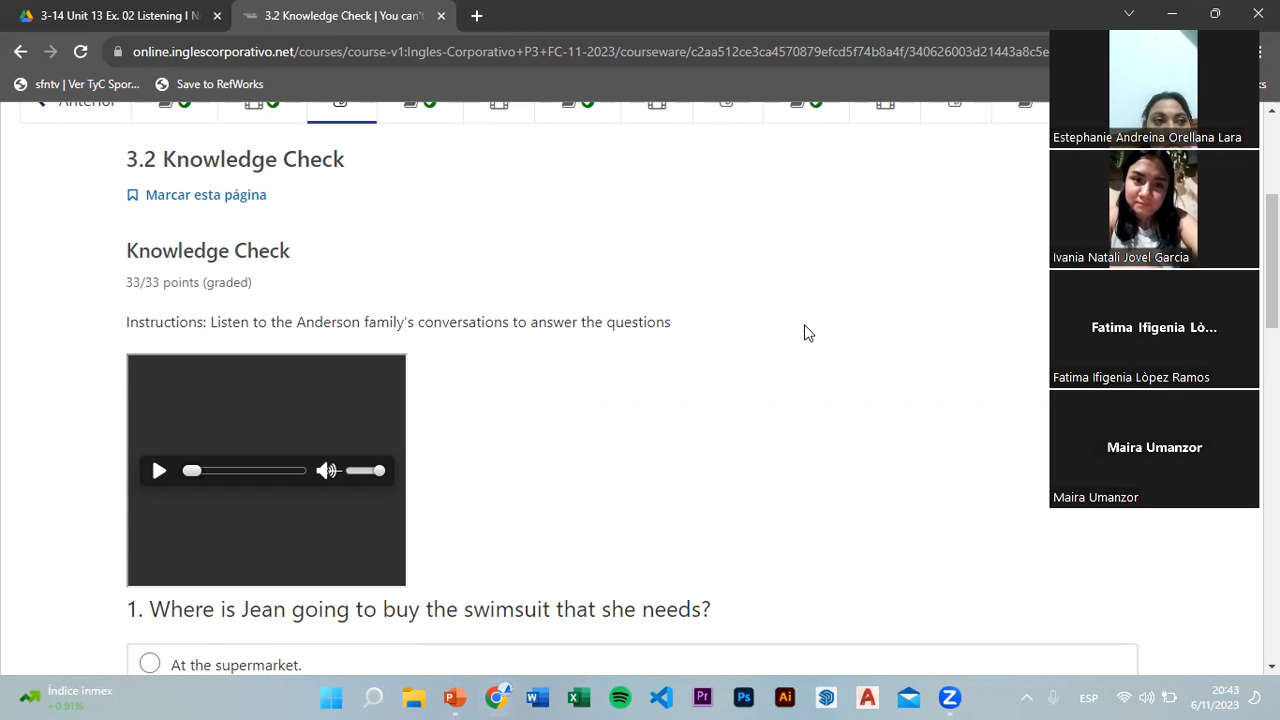 3-14 Unit 13 Ex. 02 Listening I N
3.2 Knowledge Check | You can't
online.inglescorporativo.net/courses/course-v1:Ingles-Corporativo+P3+FC-11-2023/courseware/c2aa512ce3ca4570879efcd5f74b8a4f/340626003d21443a8c5e
sfntv | Ver TyC Spor...
Save to RefWorks
Anterior
3.2 Knowledge Check
Marcar esta página
Knowledge Check
33/33 points (graded)
Instructions: Listen to the Anderson family's conversations to answer the questions
1. Where is Jean going to buy the swimsuit that she needs?
At the supermarket.
Estephanie Andreina Orellana Lara
Ivania Natali Jovel Garcia
Fatima Ifigenia Lò...
Fatima Ifigenia Lòpez Ramos
Maira Umanzor
Maira Umanzor
Índice inmex
+0.91%
ESP
20:43
6/11/2023